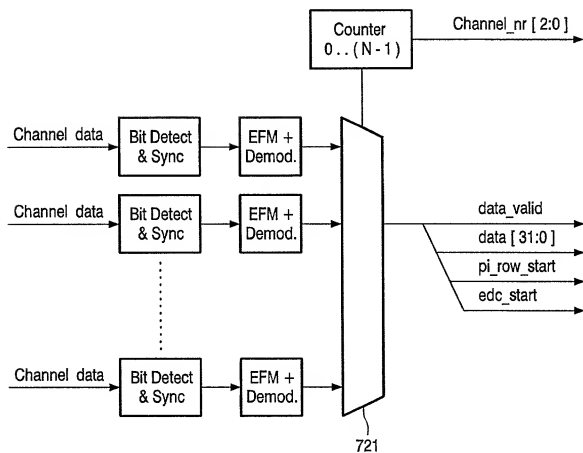 Counter
0 . . ( N - 1 )
Channel_nr [ 2:0 ]
Channel data
Bit Detect
& Sync
EFM +
Demod.
Channel data
Bit Detect
& Sync
EFM +
Demod.
data_valid
data [ 31:0 ]
pi_row_start
edc_start
Channel data
Bit Detect
& Sync
EFM +
Demod.
721